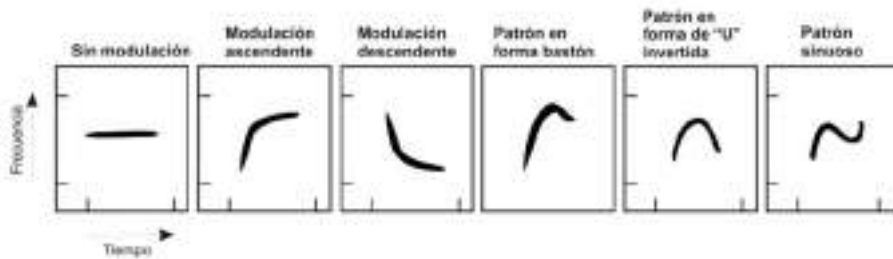 Sin modulación
Modulación
ascendente
Modulación
descendente
Patrón en
forma bastón
Patrón en
forma de "U"
invertida
Patrón
sinuoso
Frecuencia
Tiempo